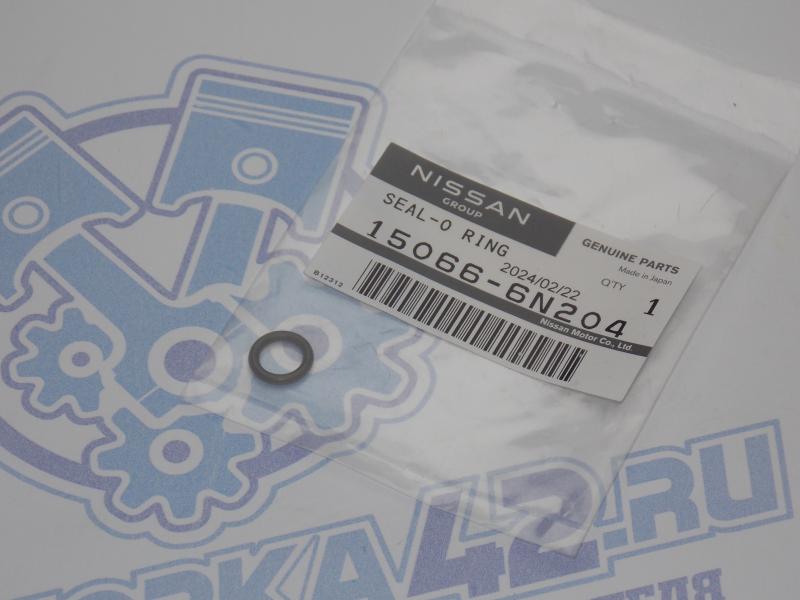 NISSAN
GROUP
GENUINE PARTS
Made in Japan
SEAL-O RING
2024/02/22
Q'TY 1
15066-6N204
B12312
Nissan Motor Co., Ltd.
42.RU